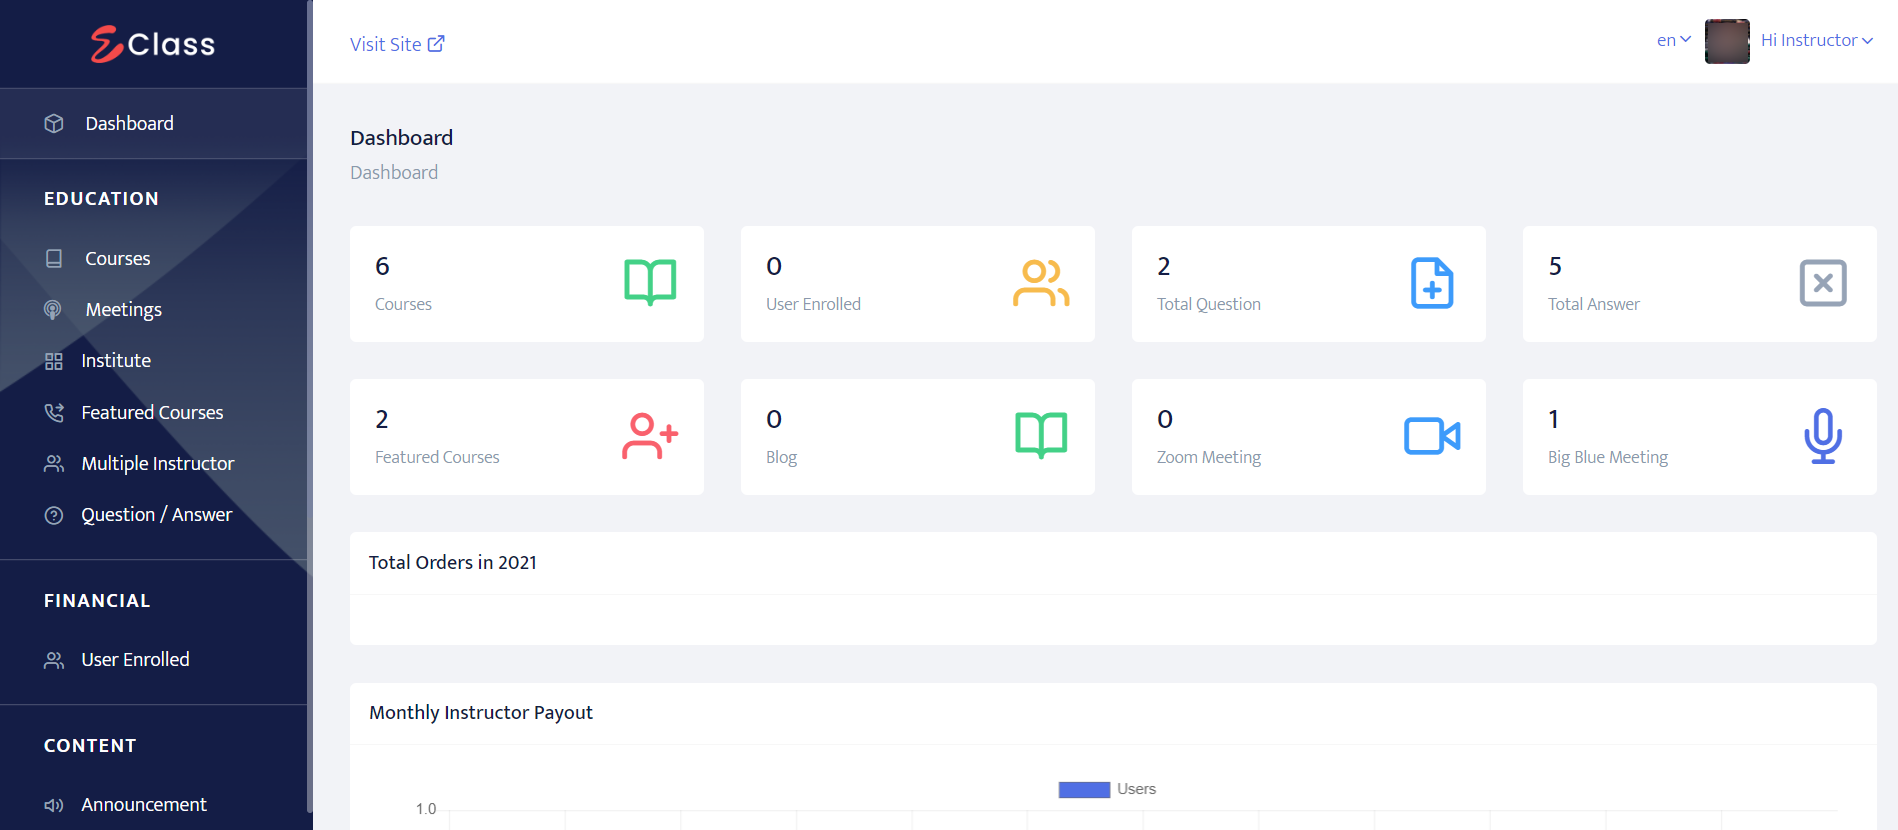 Class
Visit Site
en
Hi Instructor
Dashboard
EDUCATION
Courses
Meetings
Institute
Featured Courses
Multiple Instructor
Question / Answer
FINANCIAL
User Enrolled
CONTENT
Announcement
Dashboard
Dashboard
6
Courses
0
User Enrolled
2
Total Question
5
Total Answer
2
Featured Courses
0
Blog
0
Zoom Meeting
1
Big Blue Meeting
Total Orders in 2021
Monthly Instructor Payout
Users
1.0